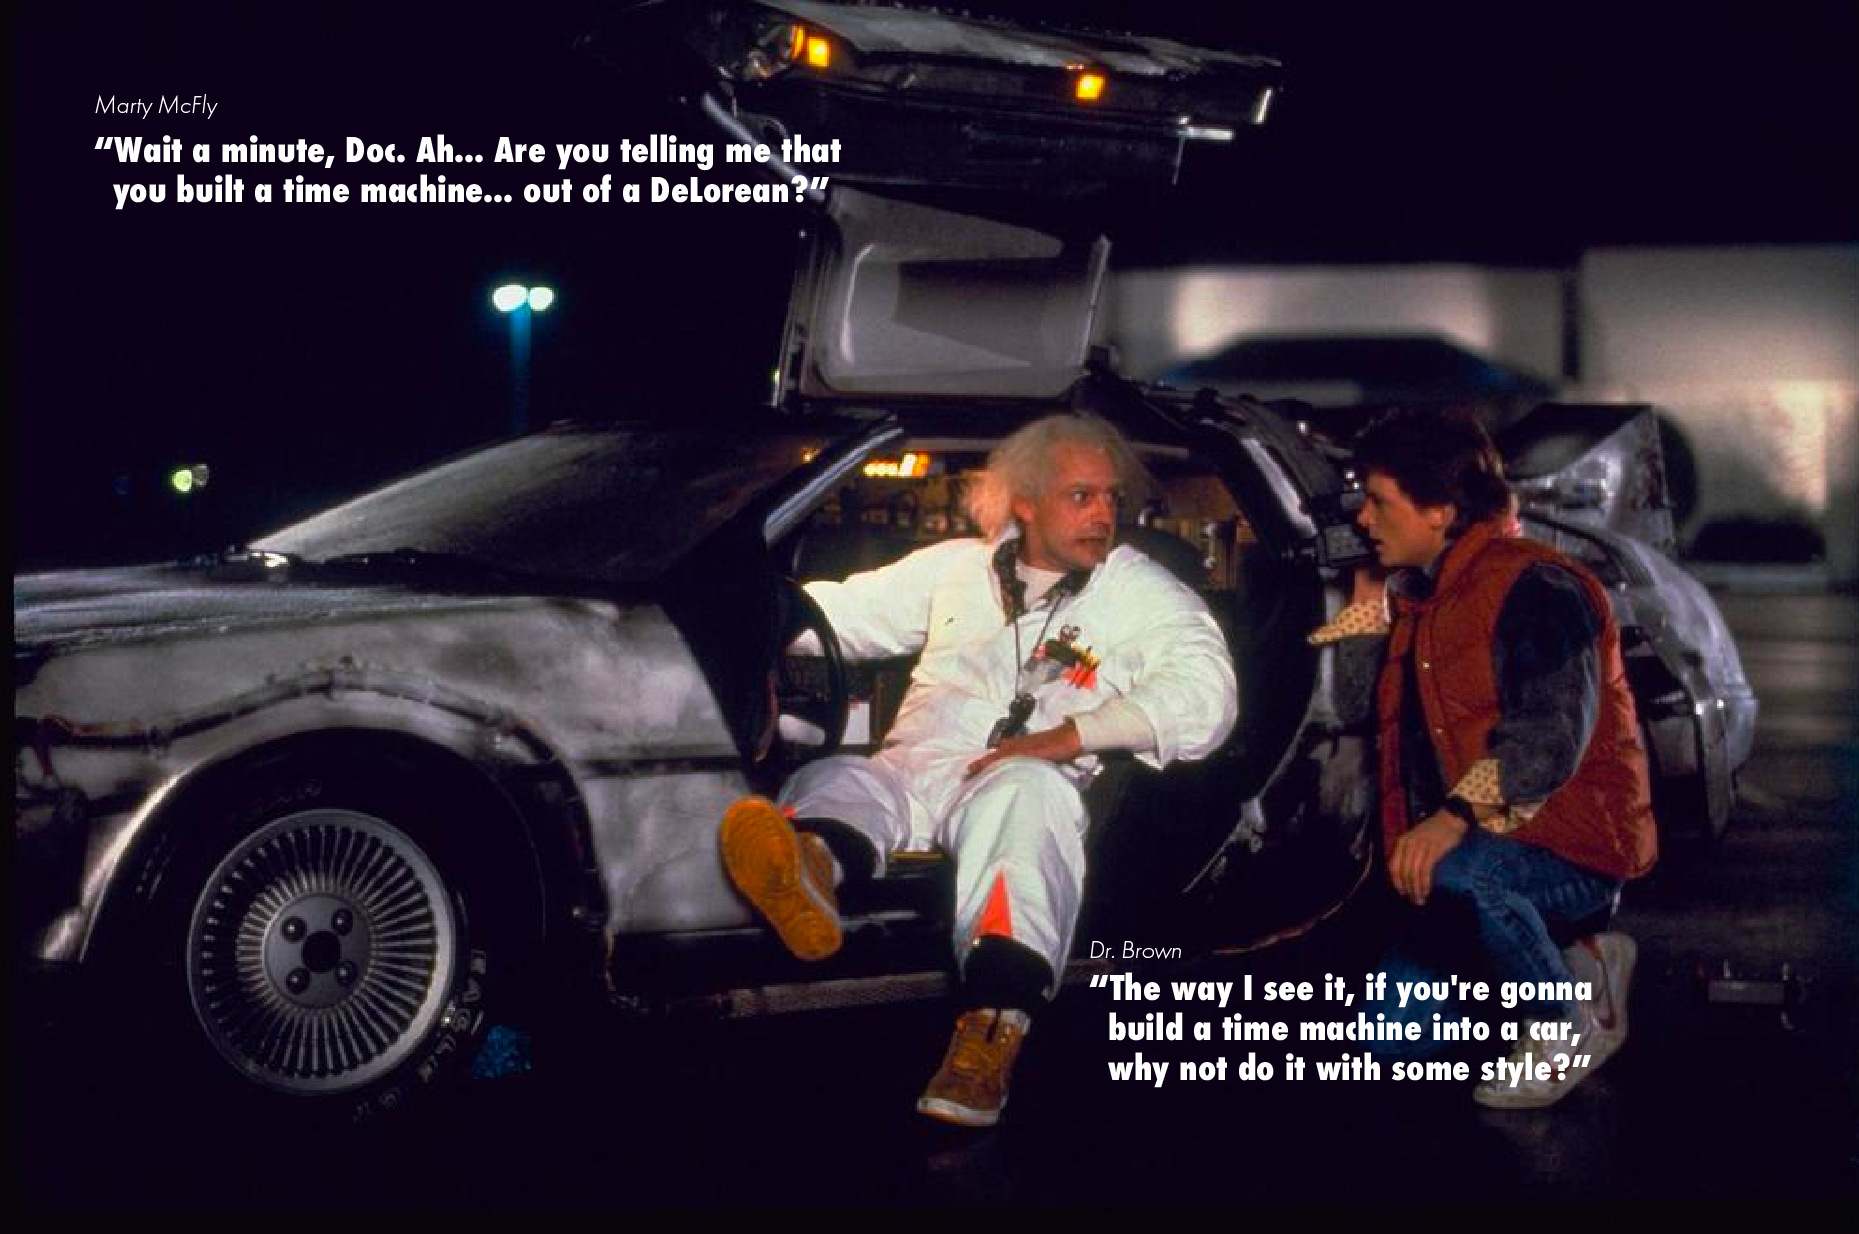 Marty McFly
“Wait a minute, Doc. Ah... Are you telling me that
you built a time machine... out of a DeLorean?”
Dr. Brown
“The way I see it, if you're gonna
build a time machine into a car,
why not do it with some style?”